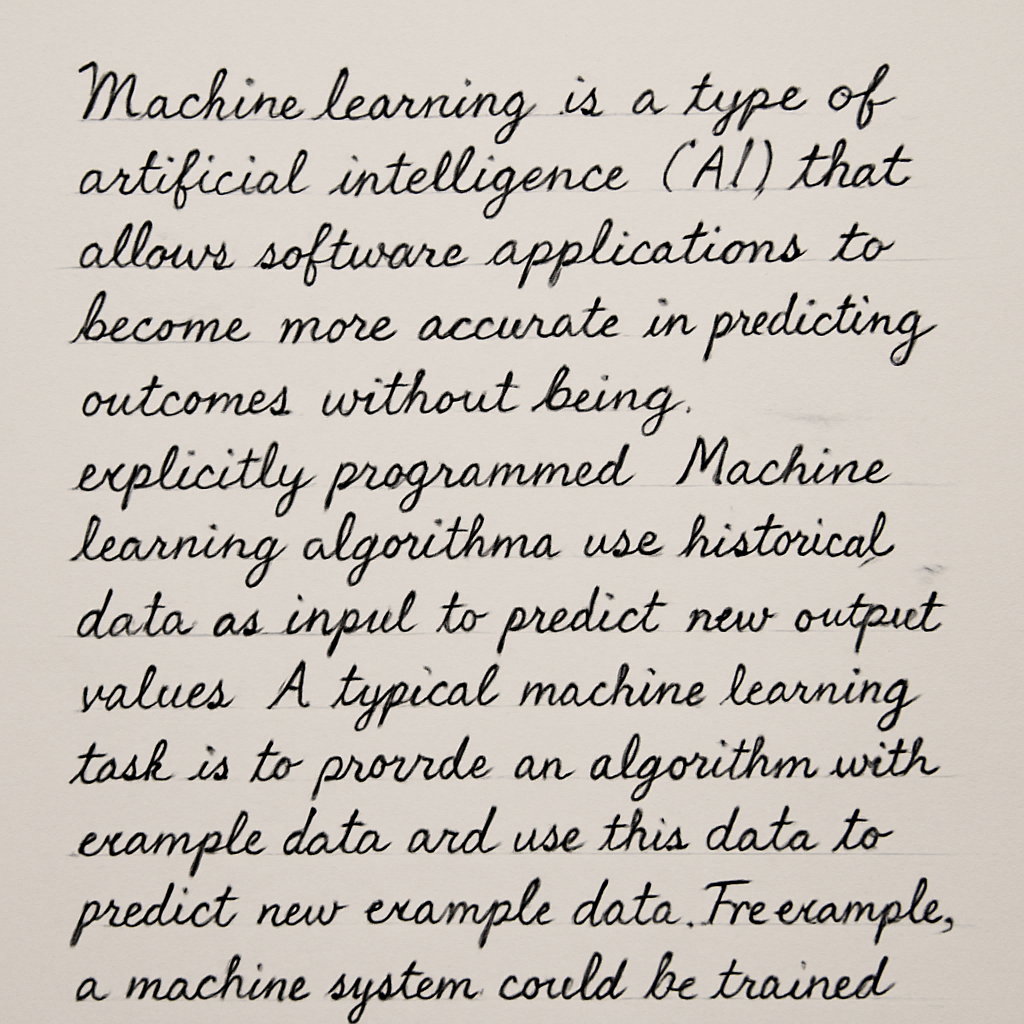 Machine learning is a type of
artificial intelligence (AI) that
allows software applications to
become more accurate in predicting
outcomes without being.
explicitly programmed Machine
learning algorithma use historical
data as inpul to predict new output
values A typical machine learning
task is to prorrde an algorithm with
example data ard use this data to
predict new example data. Fre example,
a machine system could be trained